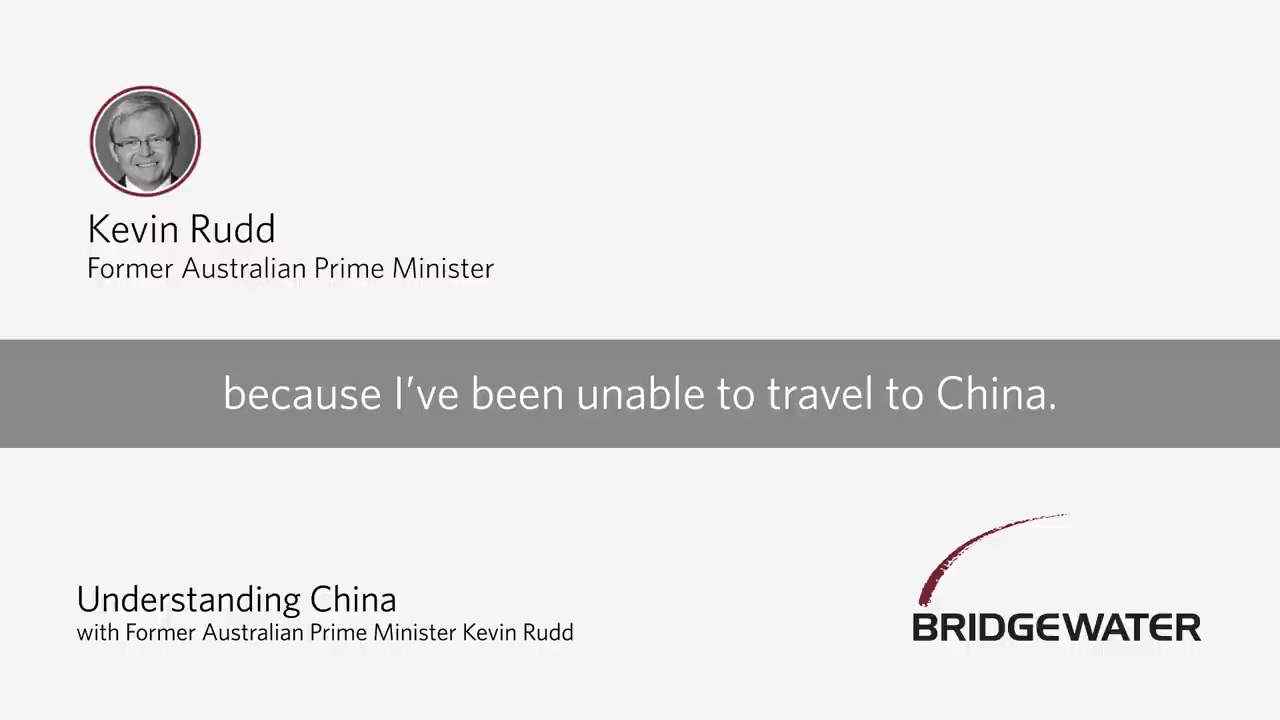 Kevin Rudd
Former Australian Prime Minister
because I’ve been unable to travel to China.
Understanding China
with Former Australian Prime Minister Kevin Rudd
BRIDGEWATER